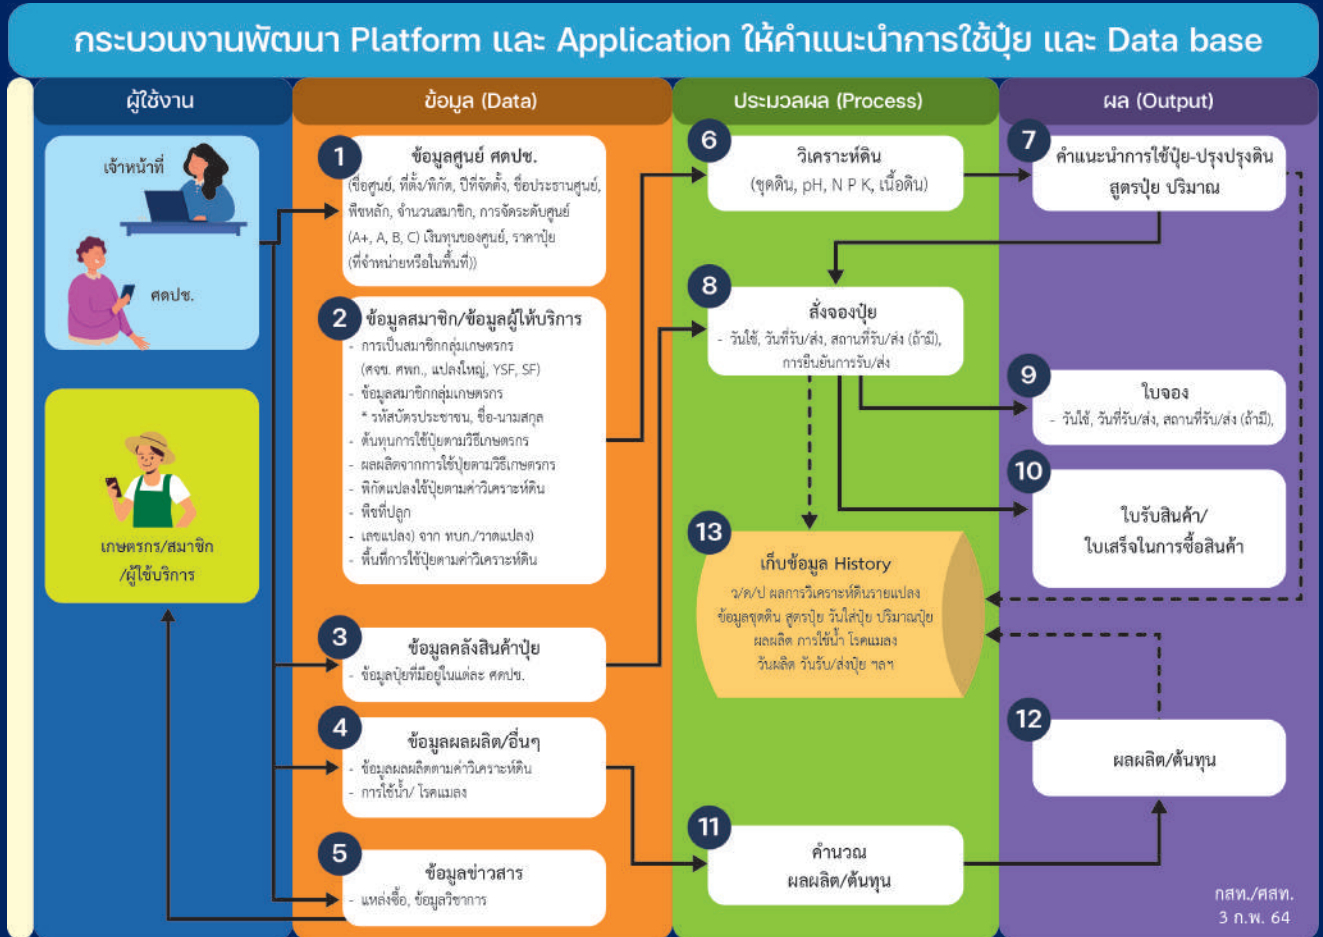 กระบวนงานพัฒนา Platform และ Application ให้คำแนะนำการใช้ปุ๋ย และ Data base
ผู้ใช้งาน
เจ้าหน้าที่
ศดปช.
เกษตรกร/สมาชิก
/ผู้ใช้บริการ
ข้อมูล (Data)
1
ข้อมูลศูนย์ ศดปช.
(ชื่อศูนย์, ที่ตั้ง/พิกัด, ปีที่จัดตั้ง, ชื่อประธานศูนย์,
พืชหลัก, จำนวนสมาชิก, การจัดระดับศูนย์
(A+, A, B, C) เงินทุนของศูนย์, ราคาปุ๋ย
(ที่จำหน่ายหรือในพื้นที่))
2
ข้อมูลสมาชิก/ข้อมูลผู้ให้บริการ
- การเป็นสมาชิกกลุ่มเกษตรกร
(ศจช. ศพก., แปลงใหญ่, YSF, SF)
- ข้อมูลสมาชิกกลุ่มเกษตรกร
* รหัสบัตรประชาชน, ชื่อ-นามสกุล
- ต้นทุนการใช้ปุ๋ยตามวิธีเกษตรกร
- ผลผลิตจากการใช้ปุ๋ยตามวิธีเกษตรกร
- พิกัดแปลงใช้ปุ๋ยตามค่าวิเคราะห์ดิน
- พืชที่ปลูก
- เลขแปลง) จาก ทบก./วาดแปลง)
- พื้นที่การใช้ปุ๋ยตามค่าวิเคราะห์ดิน
3
ข้อมูลคลังสินค้าปุ๋ย
- ข้อมูลปุ๋ยที่มีอยู่ในแต่ละ ศดปช.
4
ข้อมูลผลผลิต/อื่นๆ
- ข้อมูลผลผลิตตามค่าวิเคราะห์ดิน
- การใช้น้ำ/ โรคแมลง
5
ข้อมูลข่าวสาร
- แหล่งซื้อ, ข้อมูลวิชาการ
ประมวลผล (Process)
6
วิเคราะห์ดิน
(ชุดดิน, pH, N P K, เนื้อดิน)
8
สั่งจองปุ๋ย
- วันใช้, วันที่รับ/ส่ง, สถานที่รับ/ส่ง (ถ้ามี),
การยืนยันการรับ/ส่ง
13
เก็บข้อมูล History
ว/ด/ป ผลการวิเคราะห์ดินรายแปลง
ข้อมูลชุดดิน สูตรปุ๋ย วันใส่ปุ๋ย ปริมาณปุ๋ย
ผลผลิต การใช้น้ำ โรคแมลง
วันผลิต วันรับ/ส่งปุ๋ย ฯลฯ
11
คำนวณ
ผลผลิต/ต้นทุน
ผล (Output)
7
คำแนะนำการใช้ปุ๋ย-ปรุงปรุงดิน
สูตรปุ๋ย ปริมาณ
9
ใบจอง
- วันใช้, วันที่รับ/ส่ง, สถานที่รับ/ส่ง (ถ้ามี),
10
ใบรับสินค้า/
ใบเสร็จในการซื้อสินค้า
12
ผลผลิต/ต้นทุน
กสท./ศสท.
3 ก.พ. 64